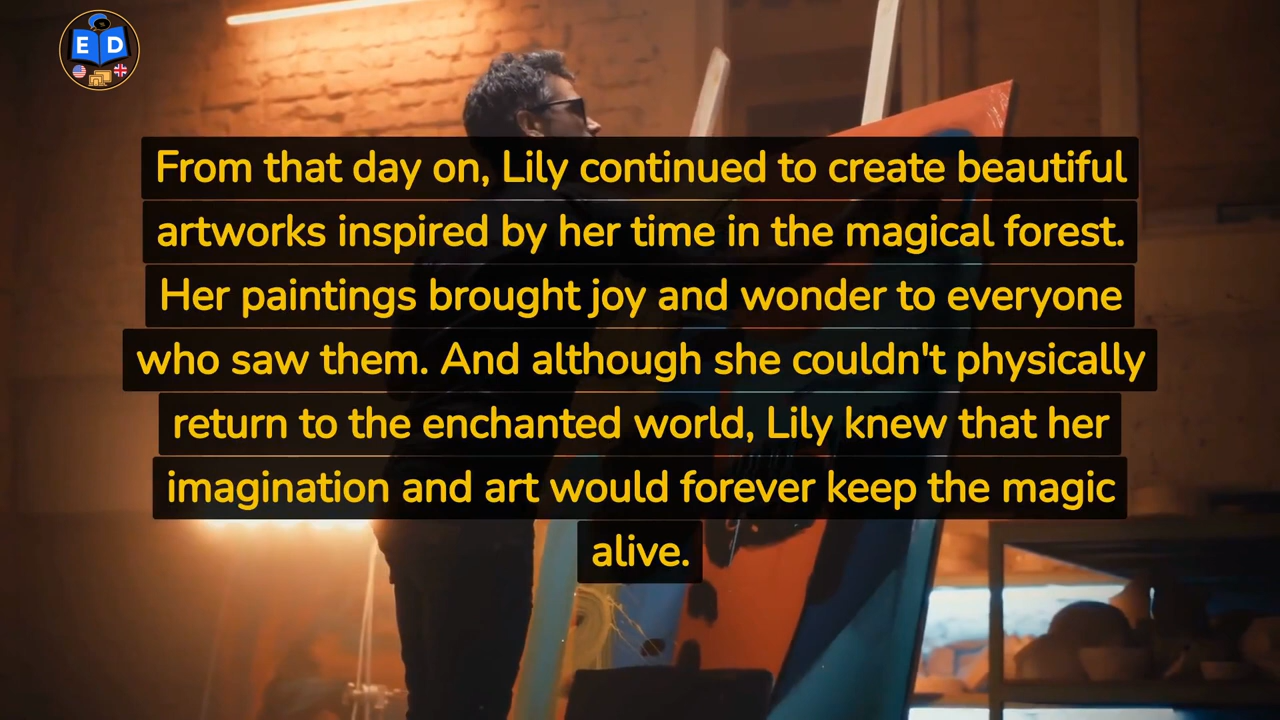 E D
From that day on, Lily continued to create beautiful
artworks inspired by her time in the magical forest.
Her paintings brought joy and wonder to everyone
who saw them. And although she couldn't physically
return to the enchanted world, Lily knew that her
imagination and art would forever keep the magic
alive.